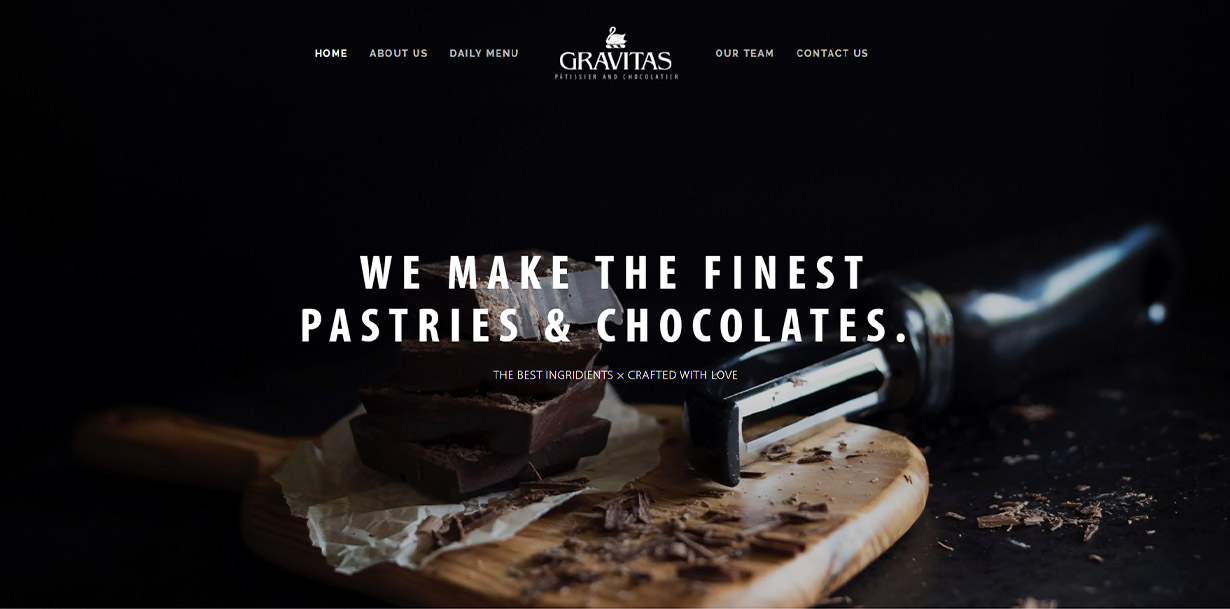 HOME ABOUT US DAILY MENU GRAVITAS OUR TEAM CONTACT US
PÂTISSIER AND CHOCOLATIER
WE MAKE THE FINEST
PASTRIES & CHOCOLATES.
THE BEST INGRIDIENTS × CRAFTED WITH LOVE